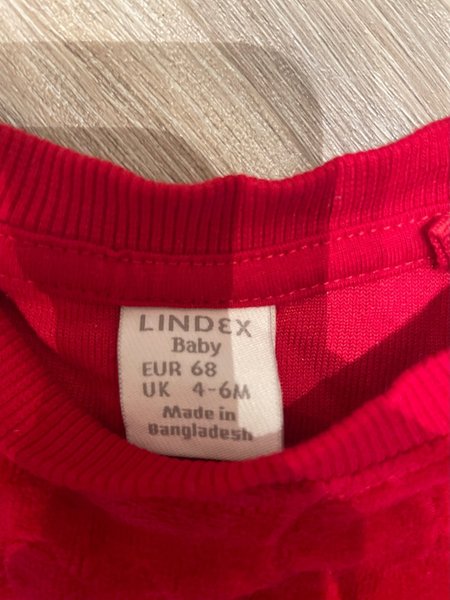 LINDEX
Baby
EUR 68
UK 4-6M
Made in
Bangladesh